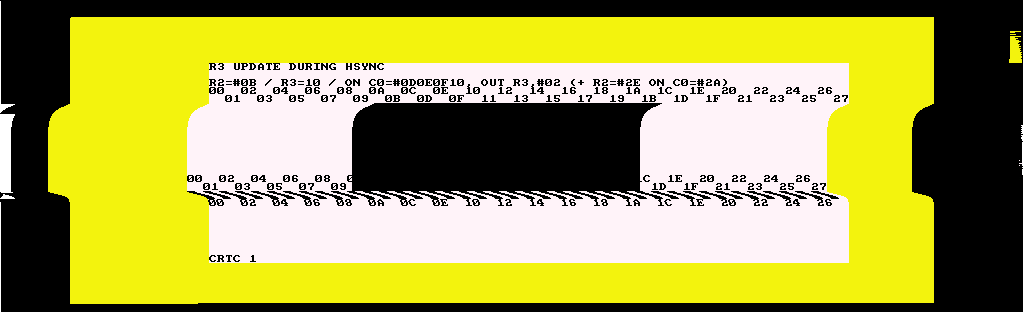 R3 UPDATE DURING HSYNC
R2=#0B / R3=10 / ON C0=#0D0E0F10, OUT R3,#02 (+ R2=#2E ON C0=#2A)
00 02 04 06 08 0A 0C 0E 10 12 14 16 18 1A 1C 1E 20 22 24 26
01 03 05 07 09 0B 0D 0F 11 13 15 17 19 1B 1D 1F 21 23 25 27
00 02 04 06 08 1C 1E 20 22 24 26
01 03 05 07 09 1D 1F 21 23 25 27
00 02 04 06 08 0A 0C 0E 10 12 14 16 18 1A 1C 1E 20 22 24 26
CRTC 1